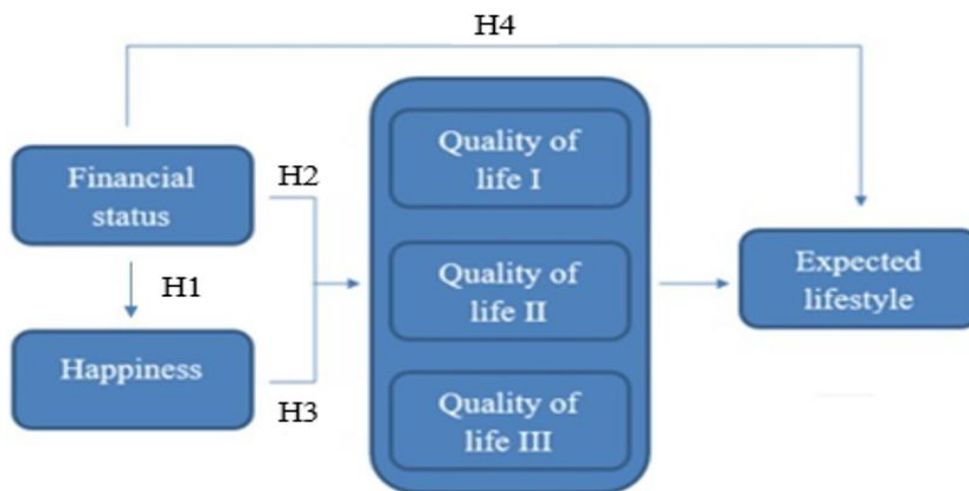 H4
Financial
status
H2
H1
Happiness
H3
Quality of
life I
Quality of
life II
Quality of
life III
Expected
lifestyle